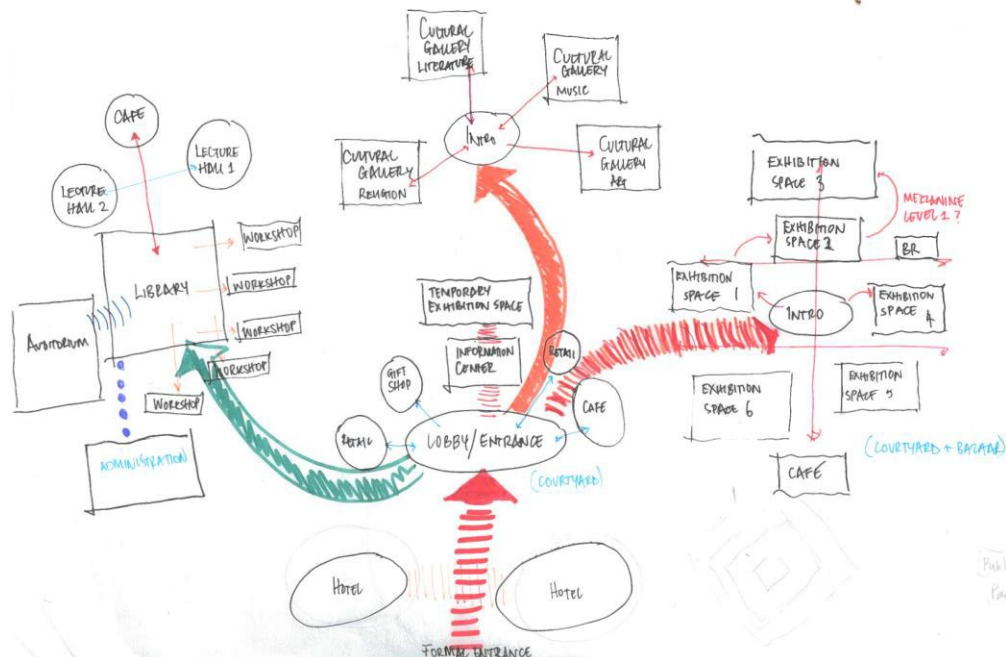 CULTURAL
GALLERY
LITERATURE
CULTURAL
GALLERY
MUSIC
INTRO
CULTURAL
GALLERY
RELIGION
CULTURAL
GALLERY
ART
CAFE
LECTURE
HALL 1
LECTURE
HALL 2
LIBRARY
WORKSHOP
WORKSHOP
WORKSHOP
WORKSHOP
WORKSHOP
AUDITORIUM
ADMINISTRATION
EXHIBITION
SPACE 3
MEZZANINE
LEVEL 1 ?
EXHIBITION
SPACE 2
BR
EXHIBITION
SPACE 1
INTRO
EXHIBITION
SPACE 4
EXHIBITION
SPACE 6
EXHIBITION
SPACE 5
(COURTYARD + BAZAAR)
CAFE
TEMPORARY
EXHIBITION SPACE
INFORMATION
CENTER
RETAIL
GIFT
SHOP
CAFE
RETAIL
LOBBY/ENTRANCE
(COURTYARD)
HOTEL
HOTEL
FORMAL ENTRANCE